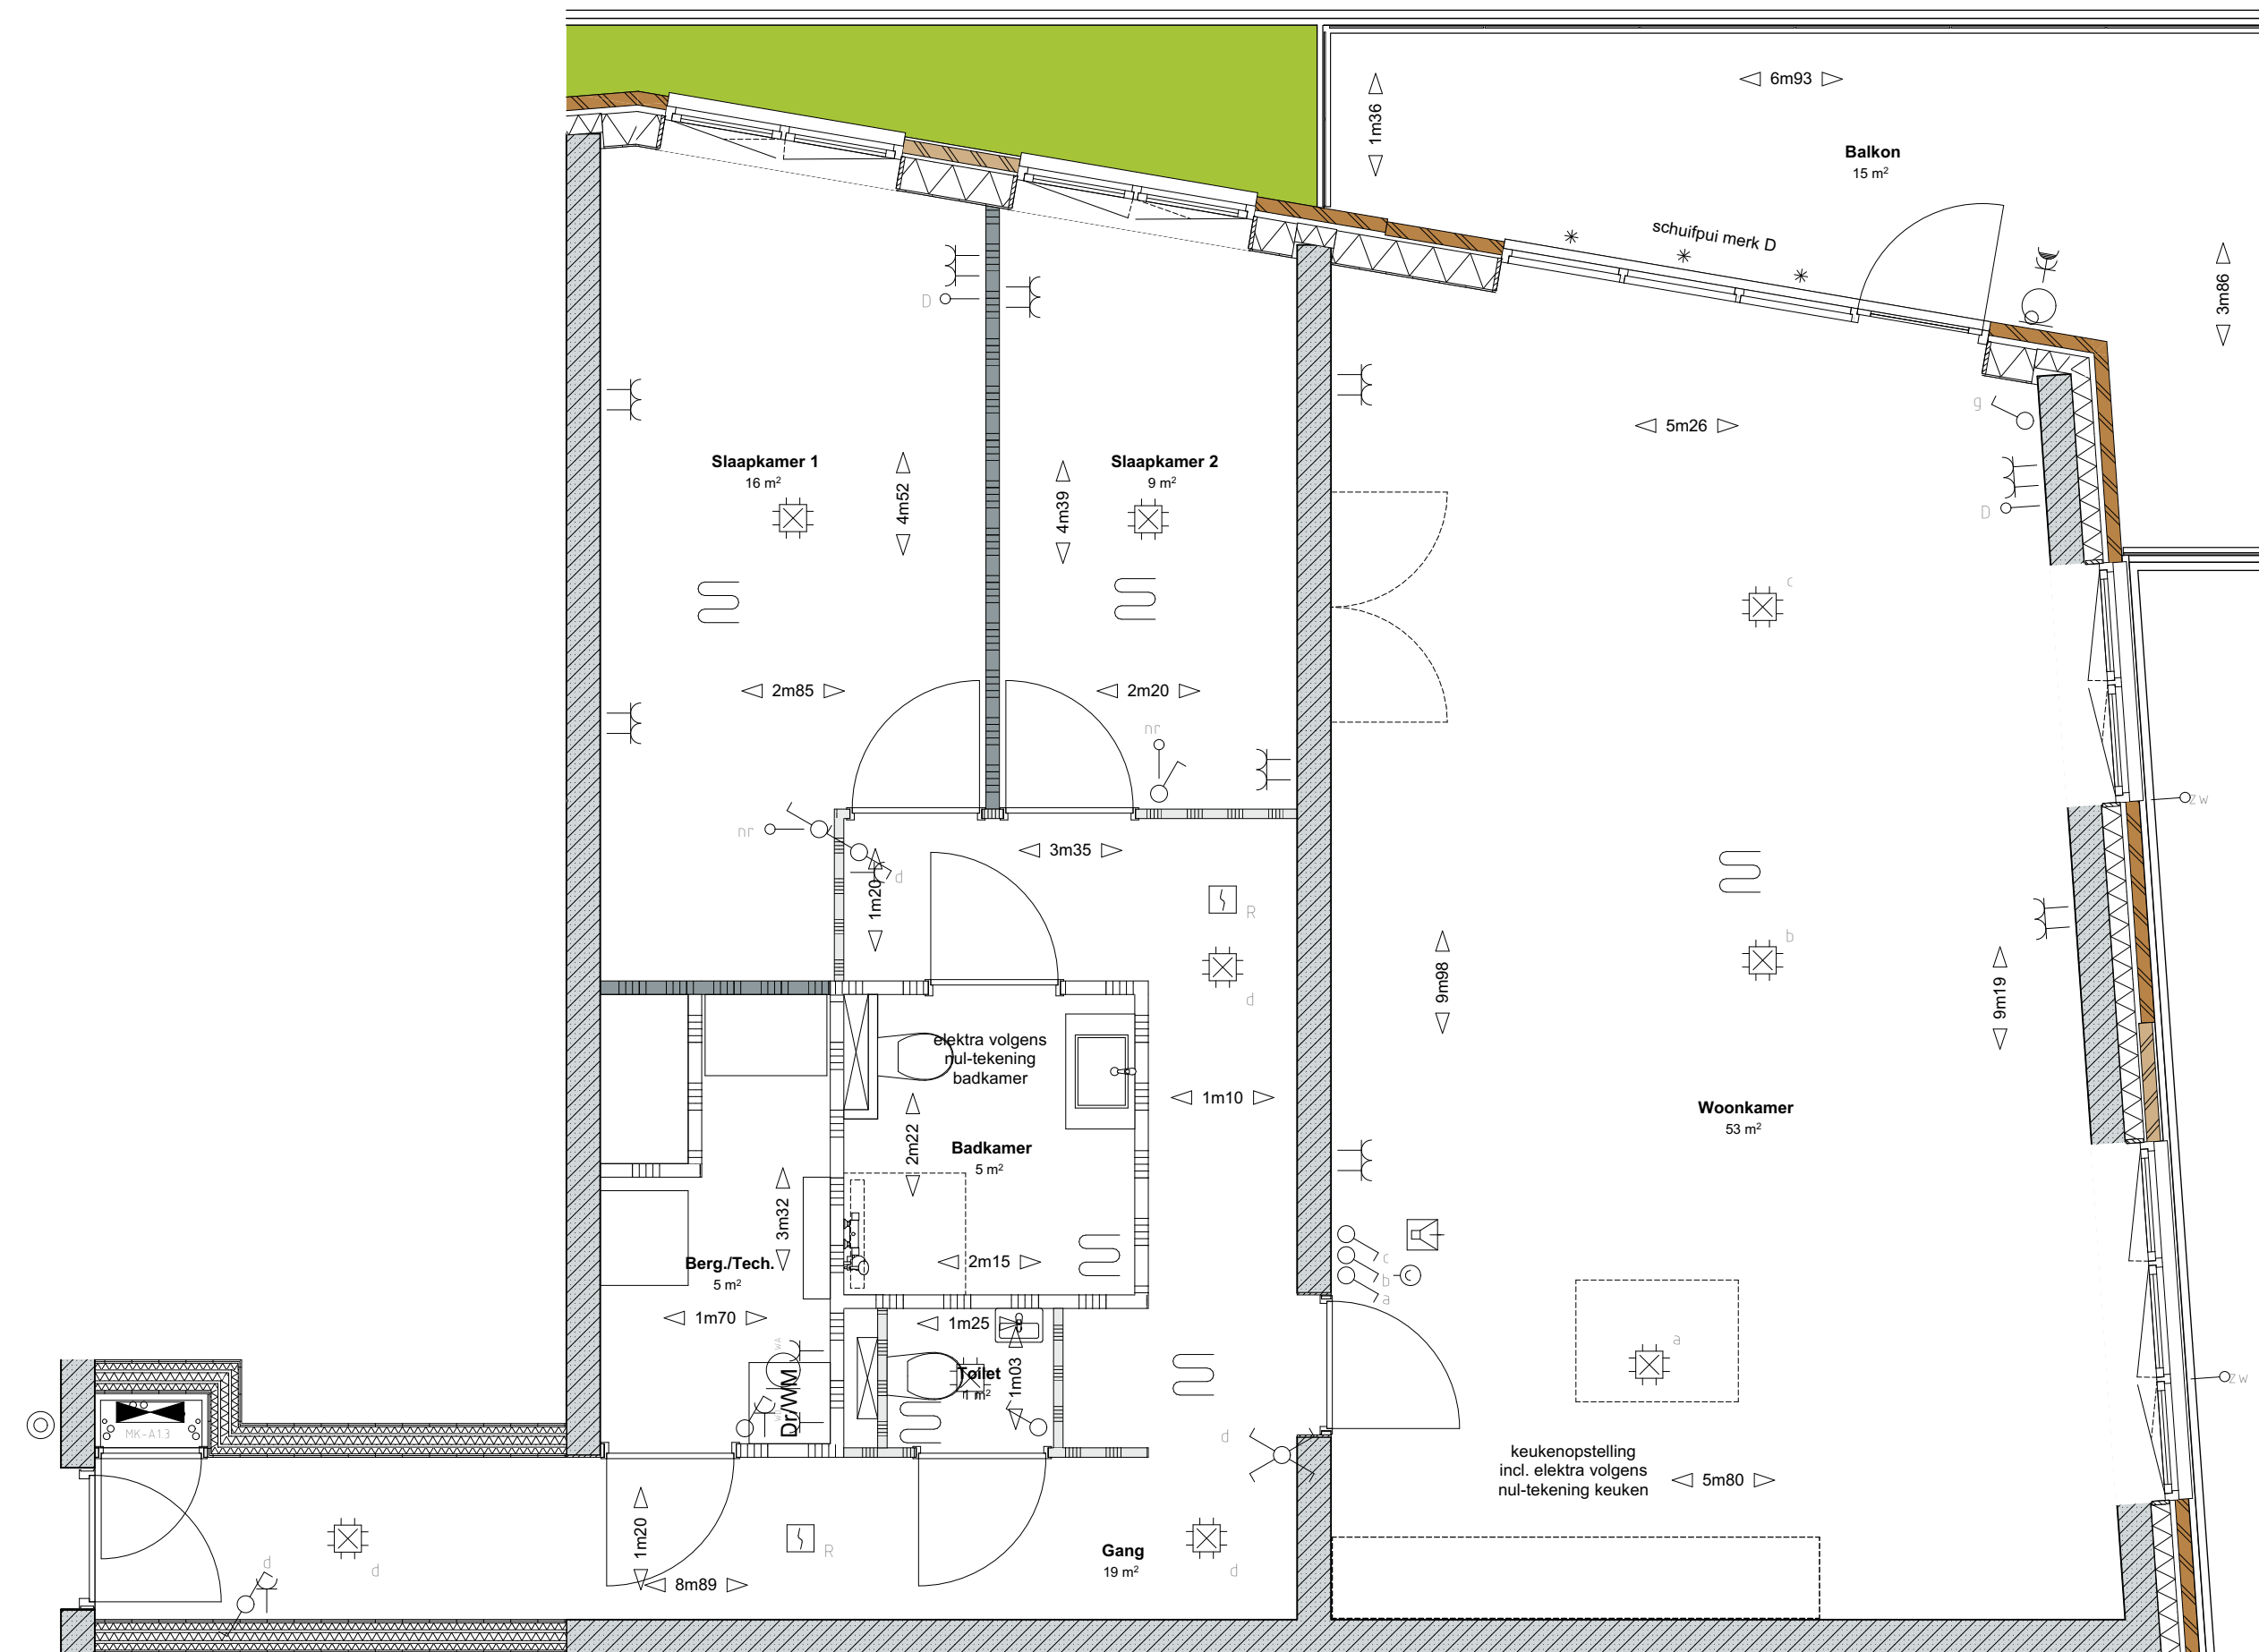 6m93
1m36
Balkon
15 m²
schuifpui merk D
3m86
D
g
5m26
Slaapkamer 1
16 m²
Slaapkamer 2
9 m²
4m52
4m39
D
c
2m85
2m20
nr
zw
nr
3m35
d
1m20
R
b
9m98
9m19
d
elektra volgens
nul-tekening
badkamer
1m10
Woonkamer
53 m²
2m22
Badkamer
5 m²
3m32
Berg./Tech.
5 m²
2m15
c
b
a
1m70
1m25
a
wA
Toilet
1 m²
1m03
zw
Dr/WM
MK-A13
d
keukenopstelling
incl. elektra volgens
nul-tekening keuken
5m80
1m20
R
Gang
19 m²
d
d
d
8m89